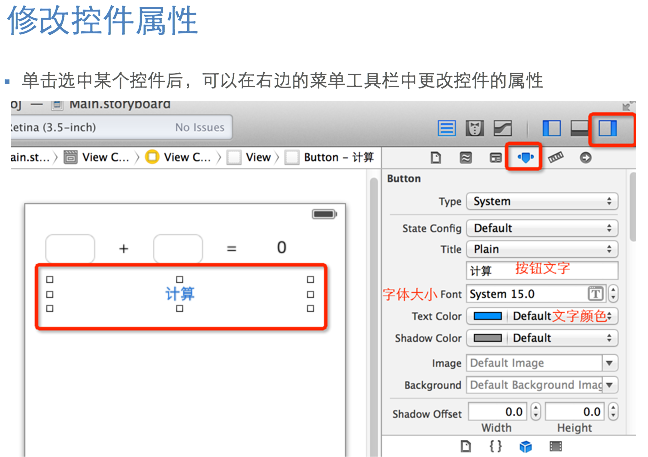 修改控件属性
单击选中某个控件后，可以在右边的菜单工具栏中更改控件的属性
oj — Main.storyboard
Retina (3.5-inch) No Issues
ain.st... View C... View C... View Button – 计算
Button
Type System
State Config Default
Title Plain
计算 按钮文字
字体大小 Font System 15.0 T
Text Color Default 文字颜色
Shadow Color Default
Image Default Image
Background Default Background Imag
Shadow Offset 0.0 0.0
Width Height
+ = 0
计算
{ }